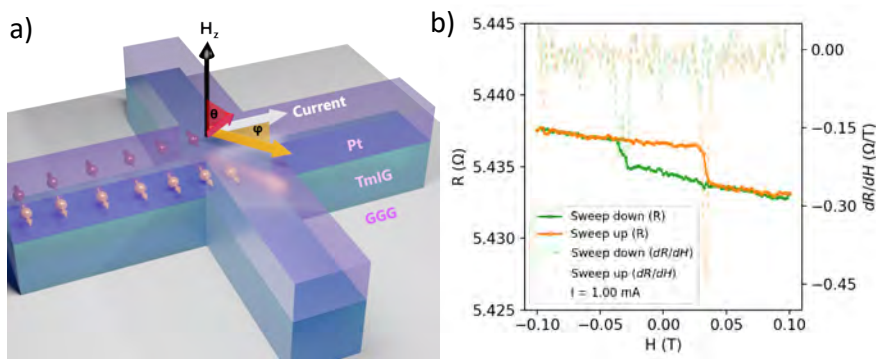 a)
H_z
θ
Current
φ
Pt
TmIG
GGG
b)
5.445
5.440
5.435
5.430
5.425
R (Ω)
Sweep down (R)
Sweep up (R)
Sweep down (dR/dH)
Sweep up (dR/dH)
I = 1.00 mA
−0.10 −0.05 0.00 0.05 0.10
H (T)
0.00
−0.15
−0.30
−0.45
dR/dH (Ω/T)